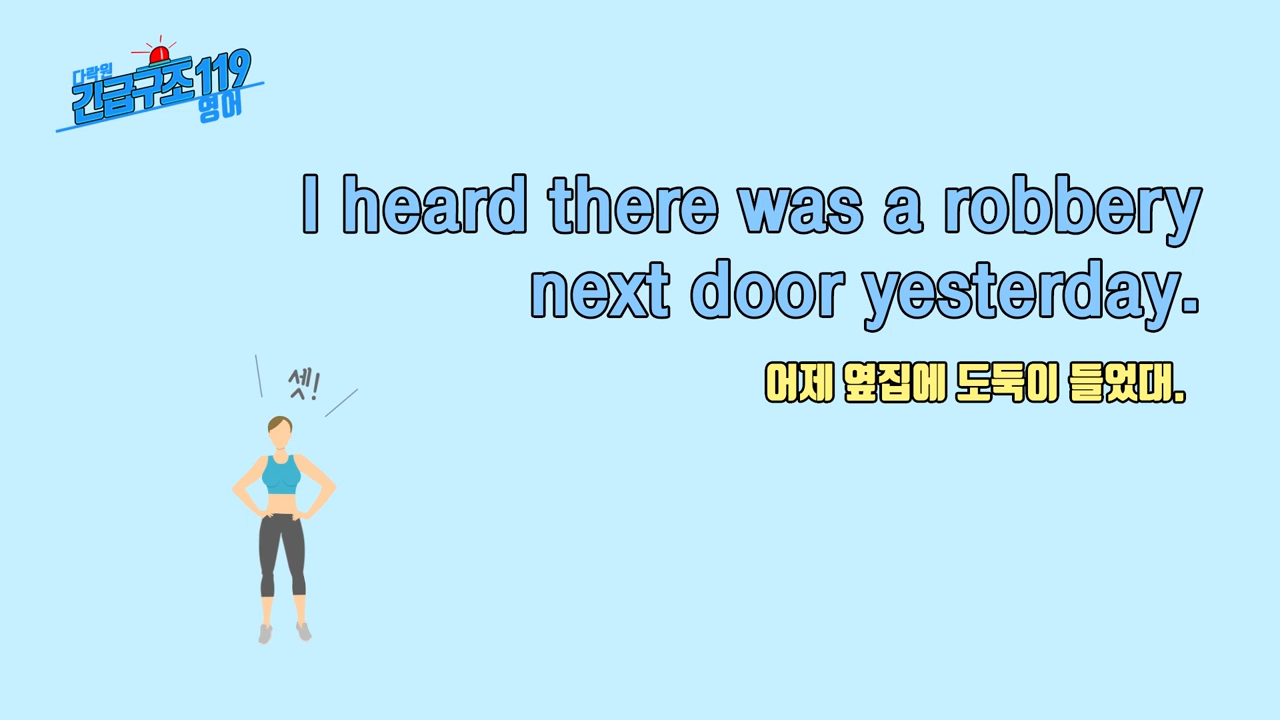 다락원
긴급구조119
영어
I heard there was a robbery
next door yesterday.
어제 옆집에 도둑이 들었대.
셋!